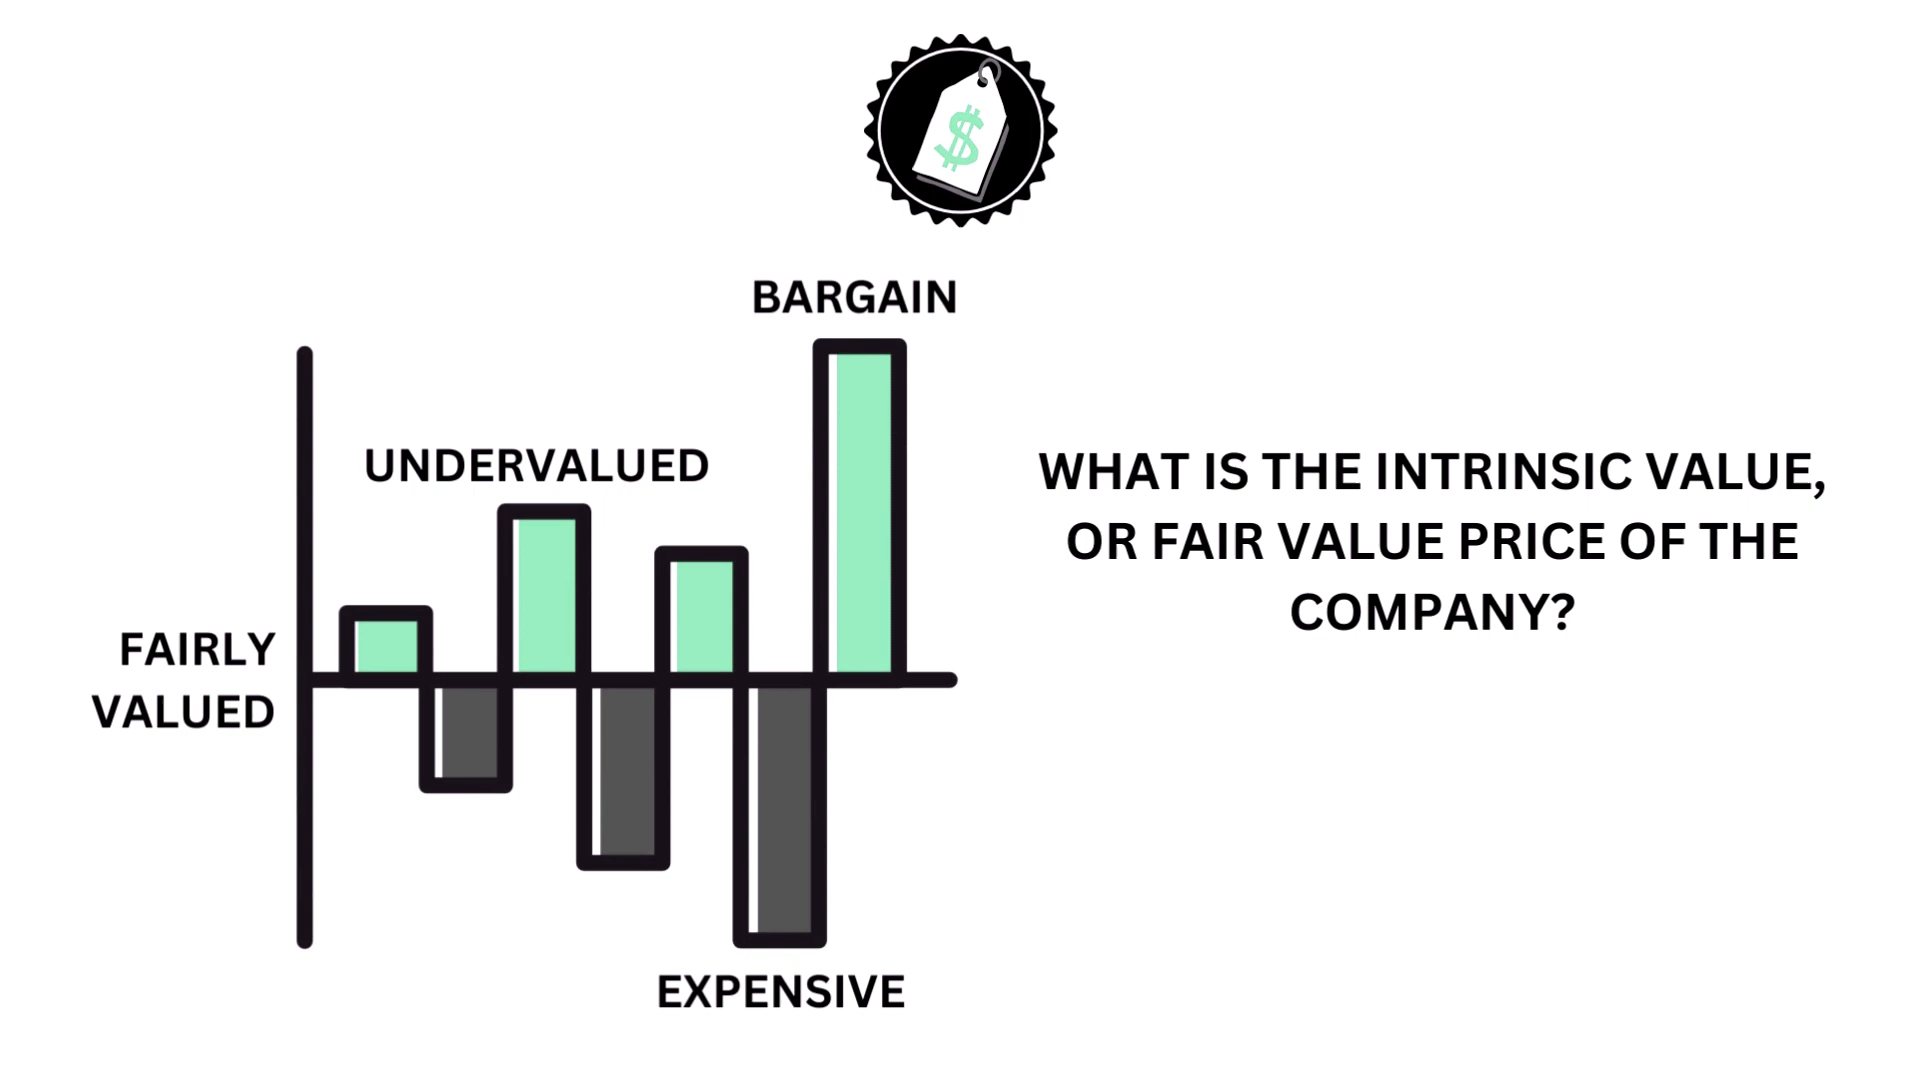 $
BARGAIN
UNDERVALUED
FAIRLY
VALUED
EXPENSIVE
WHAT IS THE INTRINSIC VALUE,
OR FAIR VALUE PRICE OF THE
COMPANY?